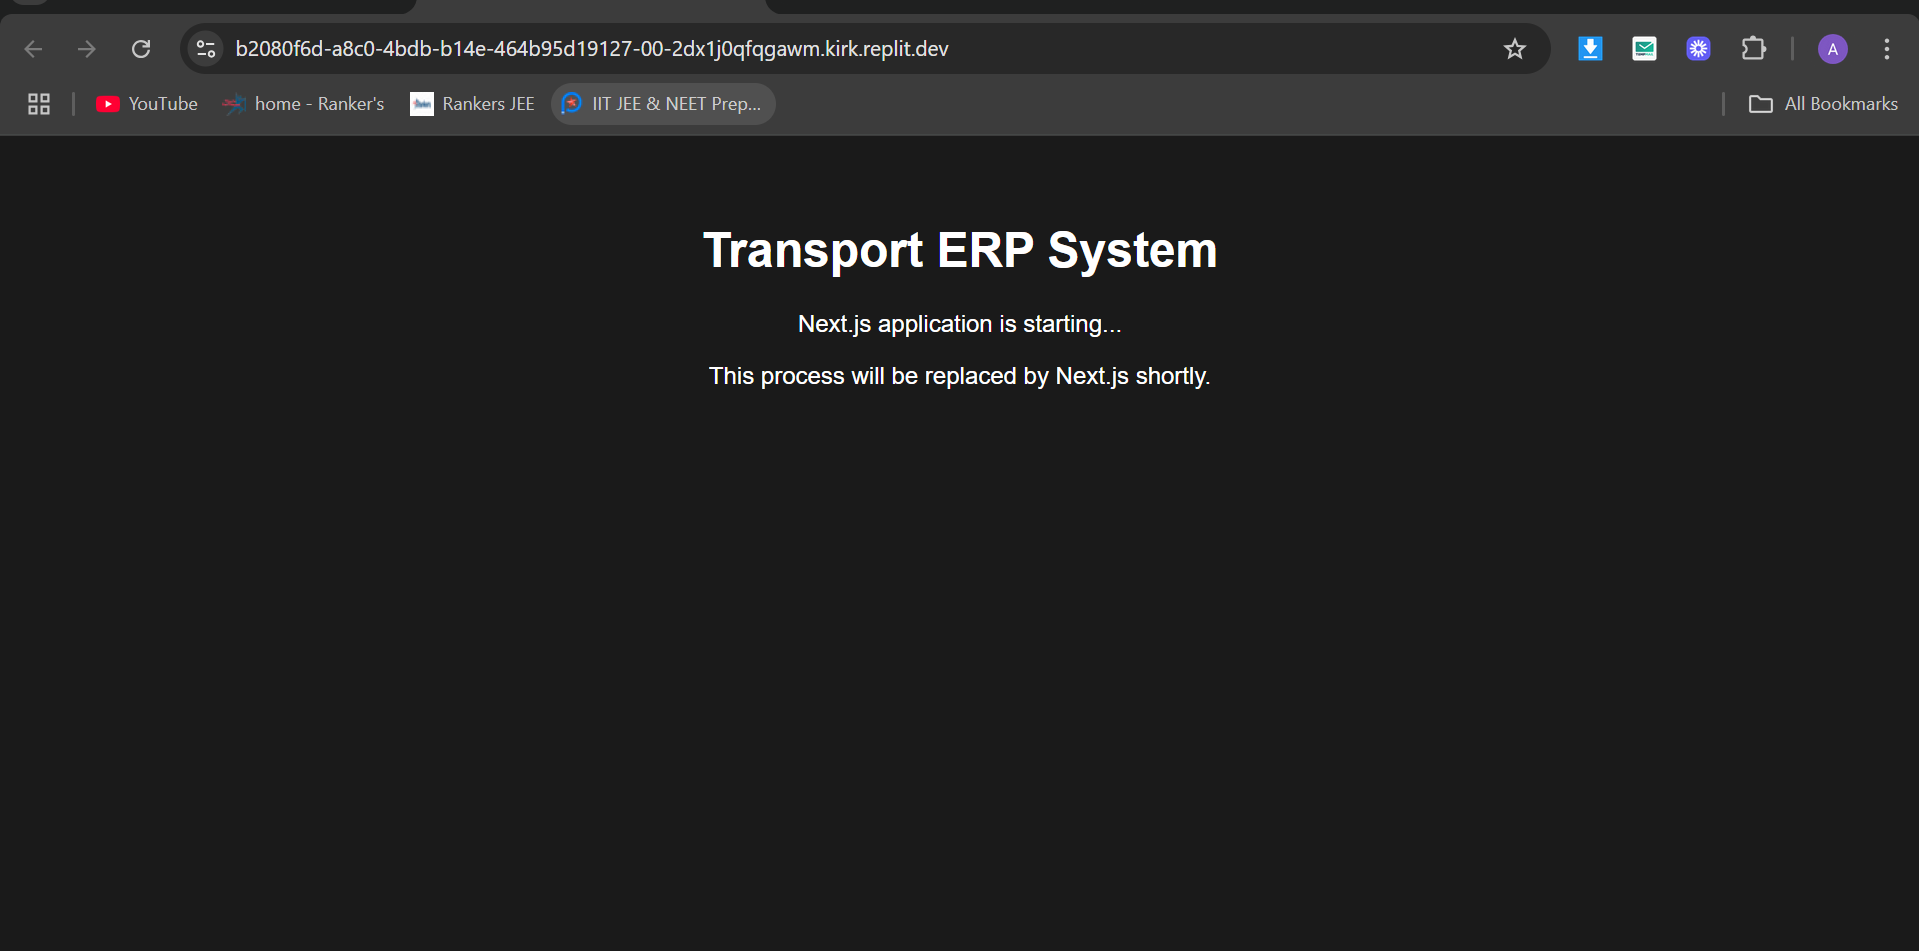 b2080f6d-a8c0-4bdb-b14e-464b95d19127-00-2dx1j0qfqgawm.kirk.replit.dev
A
YouTube
home - Ranker's
Rankers JEE
IIT JEE & NEET Prep...
All Bookmarks
Transport ERP System
Next.js application is starting...
This process will be replaced by Next.js shortly.